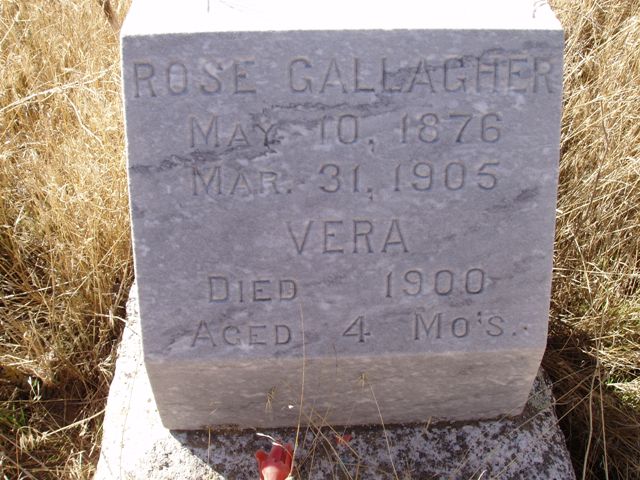 ROSE GALLAGHER
MAY 10, 1876
MAR. 31, 1905
VERA
DIED 1900
AGED 4 MO'S.